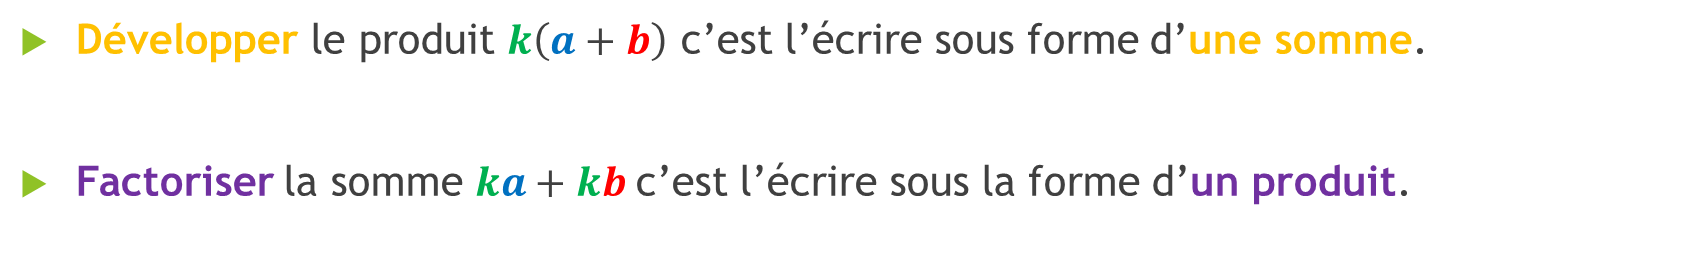 Développer le produit k(a + b) c’est l’écrire sous forme d’une somme.
Factoriser la somme ka + kb c’est l’écrire sous la forme d’un produit.